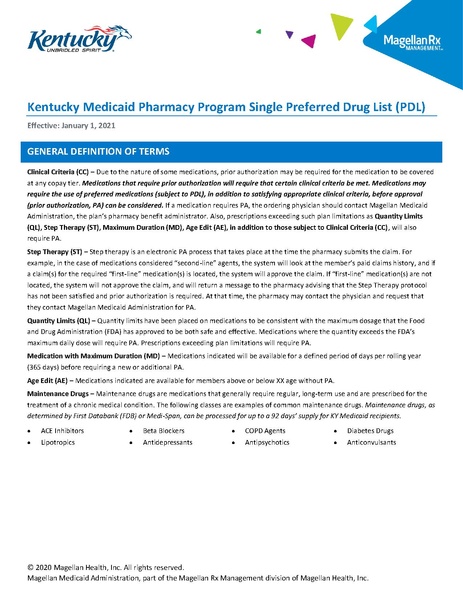 Kentucky
UNBRIDLED SPIRIT
MagellanRx
MANAGEMENT
Kentucky Medicaid Pharmacy Program Single Preferred Drug List (PDL)
Effective: January 1, 2021
GENERAL DEFINITION OF TERMS
Clinical Criteria (CC) – Due to the nature of some medications, prior authorization may be required for the medication to be covered
at any copay tier. Medications that require prior authorization will require that certain clinical criteria be met. Medications may
require the use of preferred medications (subject to PDL), in addition to satisfying appropriate clinical criteria, before approval
(prior authorization, PA) can be considered. If a medication requires PA, the ordering physician should contact Magellan Medicaid
Administration, the plan's pharmacy benefit administrator. Also, prescriptions exceeding such plan limitations as Quantity Limits
(QL), Step Therapy (ST), Maximum Duration (MD), Age Edit (AE), in addition to those subject to Clinical Criteria (CC), will also
require PA.
Step Therapy (ST) – Step therapy is an electronic PA process that takes place at the time the pharmacy submits the claim. For
example, in the case of medications considered "second-line" agents, the system will look at the member's paid claims history, and if
a claim(s) for the required "first-line" medication(s) is located, the system will approve the claim. If "first-line" medication(s) are not
located, the system will not approve the claim, and will return a message to the pharmacy advising that the Step Therapy protocol
has not been satisfied and prior authorization is required. At that time, the pharmacy may contact the physician and request that
they contact Magellan Medicaid Administration for PA.
Quantity Limits (QL) – Quantity limits have been placed on medications to be consistent with the maximum dosage that the Food
and Drug Administration (FDA) has approved to be both safe and effective. Medications where the quantity exceeds the FDA's
maximum daily dose will require PA. Prescriptions exceeding plan limitations will require PA.
Medication with Maximum Duration (MD) – Medications indicated will be available for a defined period of days per rolling year
(365 days) before requiring a new or additional PA.
Age Edit (AE) – Medications indicated are available for members above or below XX age without PA.
Maintenance Drugs – Maintenance drugs are medications that generally require regular, long-term use and are prescribed for the
treatment of a chronic medical condition. The following classes are examples of common maintenance drugs. Maintenance drugs, as
determined by First Databank (FDB) or Medi-Span, can be processed for up to a 92 days' supply for KY Medicaid recipients.
• ACE Inhibitors • Beta Blockers • COPD Agents • Diabetes Drugs
• Lipotropics • Antidepressants • Antipsychotics • Anticonvulsants
© 2020 Magellan Health, Inc. All rights reserved.
Magellan Medicaid Administration, part of the Magellan Rx Management division of Magellan Health, Inc.